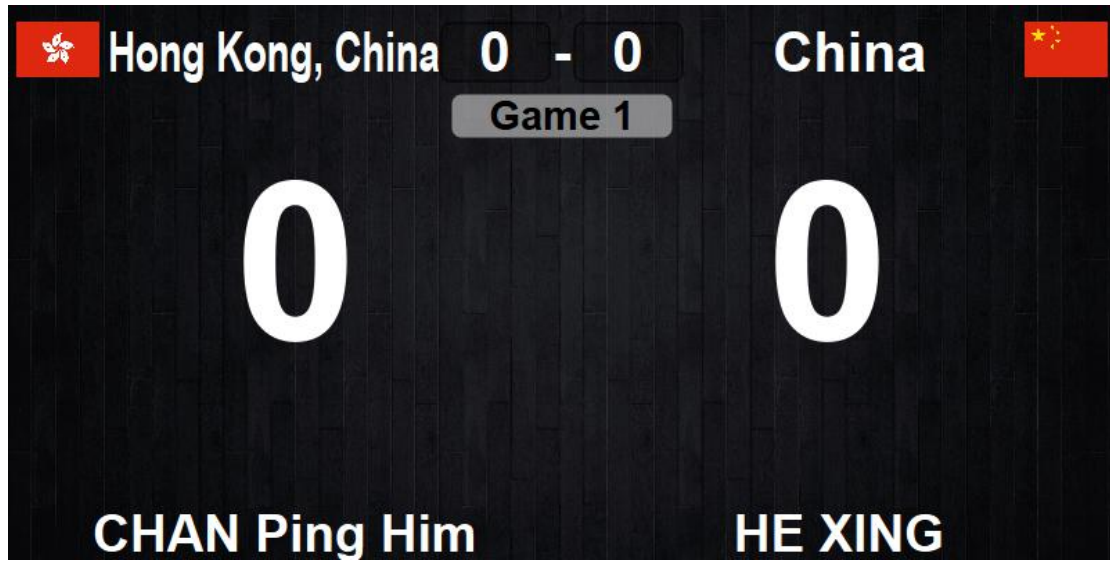 Hong Kong, China 0 - 0 China
Game 1
0 0
CHAN Ping Him HE XING